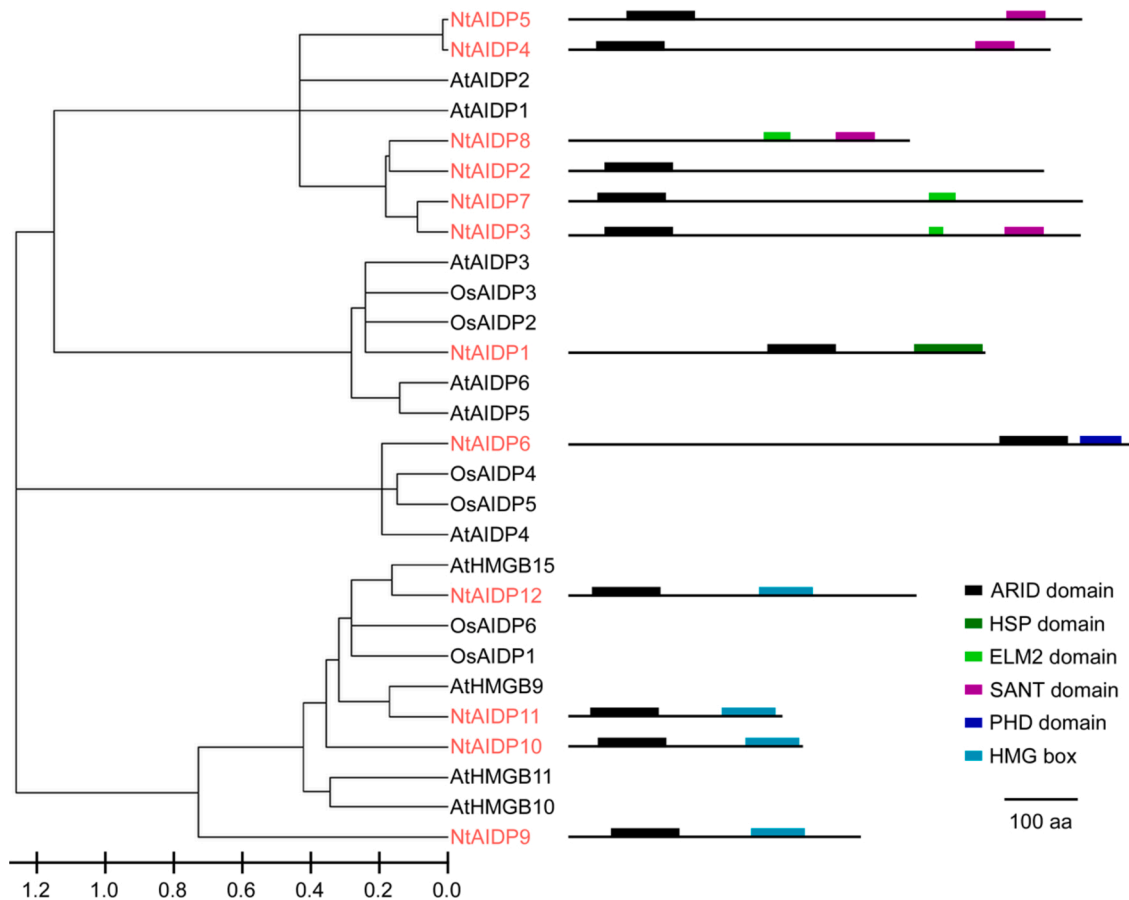 NtAIDP5
NtAIDP4
AtAIDP2
AtAIDP1
NtAIDP8
NtAIDP2
NtAIDP7
NtAIDP3
AtAIDP3
OsAIDP3
OsAIDP2
NtAIDP1
AtAIDP6
AtAIDP5
NtAIDP6
OsAIDP4
OsAIDP5
AtAIDP4
AtHMGB15
NtAIDP12
OsAIDP6
OsAIDP1
AtHMGB9
NtAIDP11
NtAIDP10
AtHMGB11
AtHMGB10
NtAIDP9
ARID domain
HSP domain
ELM2 domain
SANT domain
PHD domain
HMG box
100 aa
1.2 1.0 0.8 0.6 0.4 0.2 0.0